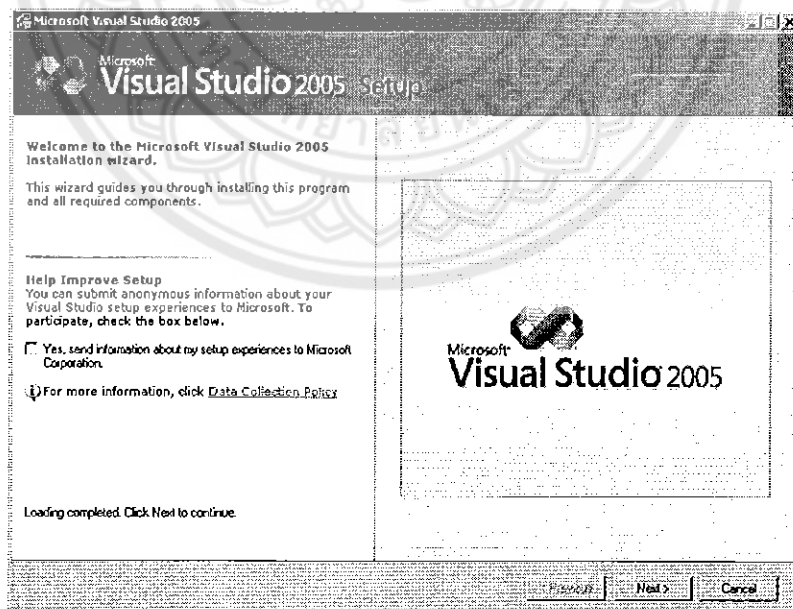 Microsoft Visual Studio 2005
Microsoft
Visual Studio 2005 Setup
Welcome to the Microsoft Visual Studio 2005
installation wizard.
This wizard guides you through installing this program
and all required components.
Help Improve Setup
You can submit anonymous information about your
Visual Studio setup experiences to Microsoft. To
participate, check the box below.
Yes, send information about my setup experiences to Microsoft
Corporation.
For more information, click Data Collection Policy
Loading completed. Click Next to continue.
Microsoft
Visual Studio 2005
Previous
Next >
Cancel